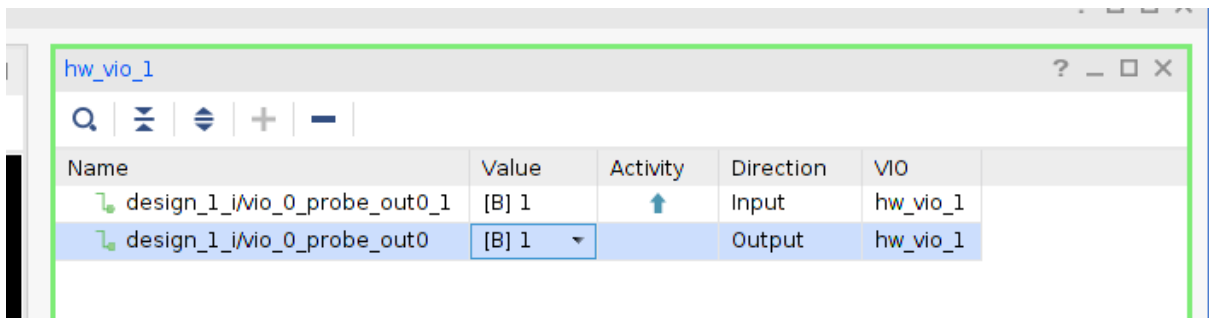 hw_vio_1
Name Value Activity Direction VIO
design_1_i/vio_0_probe_out0_1 [B] 1 Input hw_vio_1
design_1_i/vio_0_probe_out0 [B] 1 Output hw_vio_1